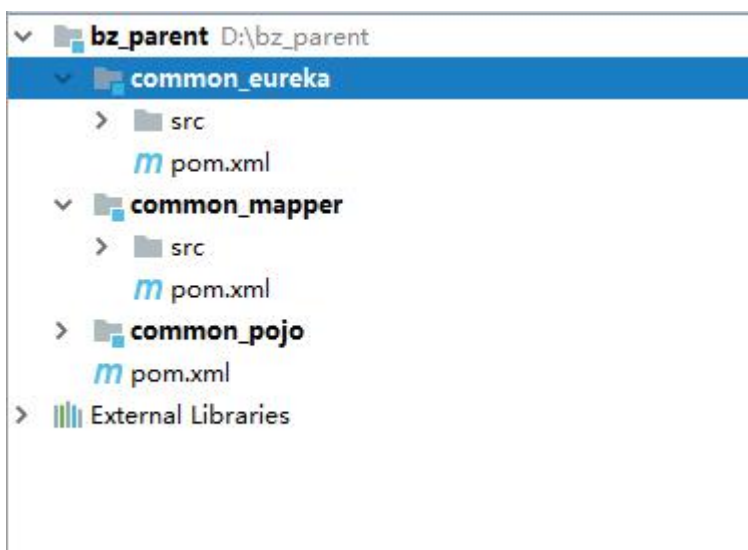 bz_parent D:\bz_parent
common_eureka
src
m pom.xml
common_mapper
src
m pom.xml
common_pojo
m pom.xml
External Libraries